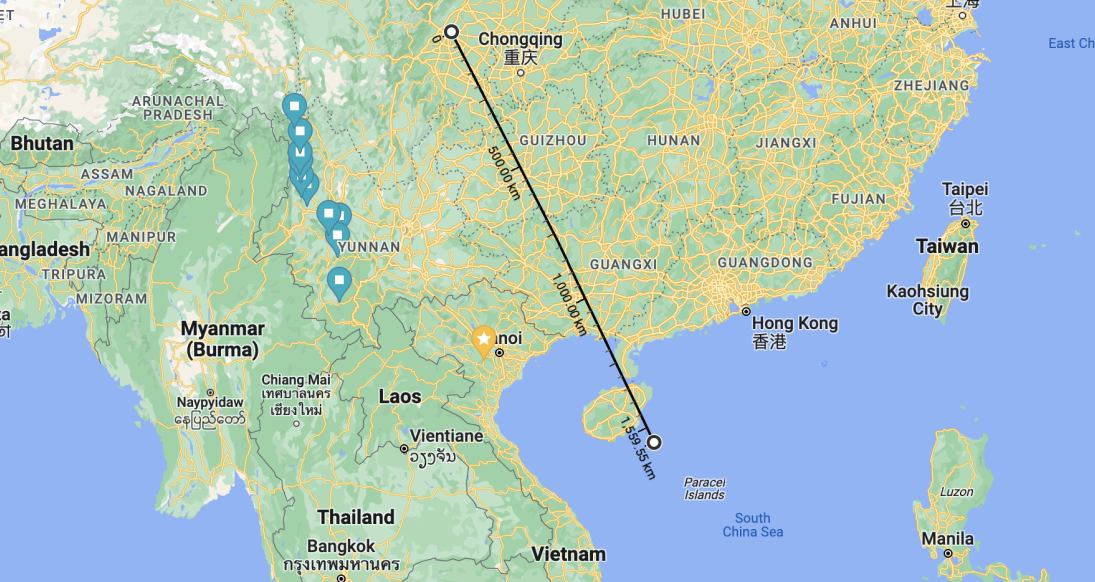 ET
HUBEI
上海
ANHUI
East Ch
0
Chongqing
重庆
ZHEJIANG
ARUNACHAL
PRADESH
Bhutan
GUIZHOU
HUNAN
JIANGXI
500.00 km
ASSAM
NAGALAND
MEGHALAYA
FUJIAN
Taipei
台北
MANIPUR
YUNNAN
angladesh
Taiwan
TRIPURA
GUANGXI
GUANGDONG
MIZORAM
Kaohsiung
City
1,000.00 km
Myanmar
(Burma)
anoi
Hong Kong
香港
Chiang Mai
เทศบาลนคร
เชียงใหม่
Naypyidaw
နေပြည်တော်
Laos
Vientiane
ວຽງຈັນ
1,559.55 km
Paracel
Islands
Luzon
South
China Sea
Thailand
Manila
Bangkok
กรุงเทพมหานคร
Vietnam